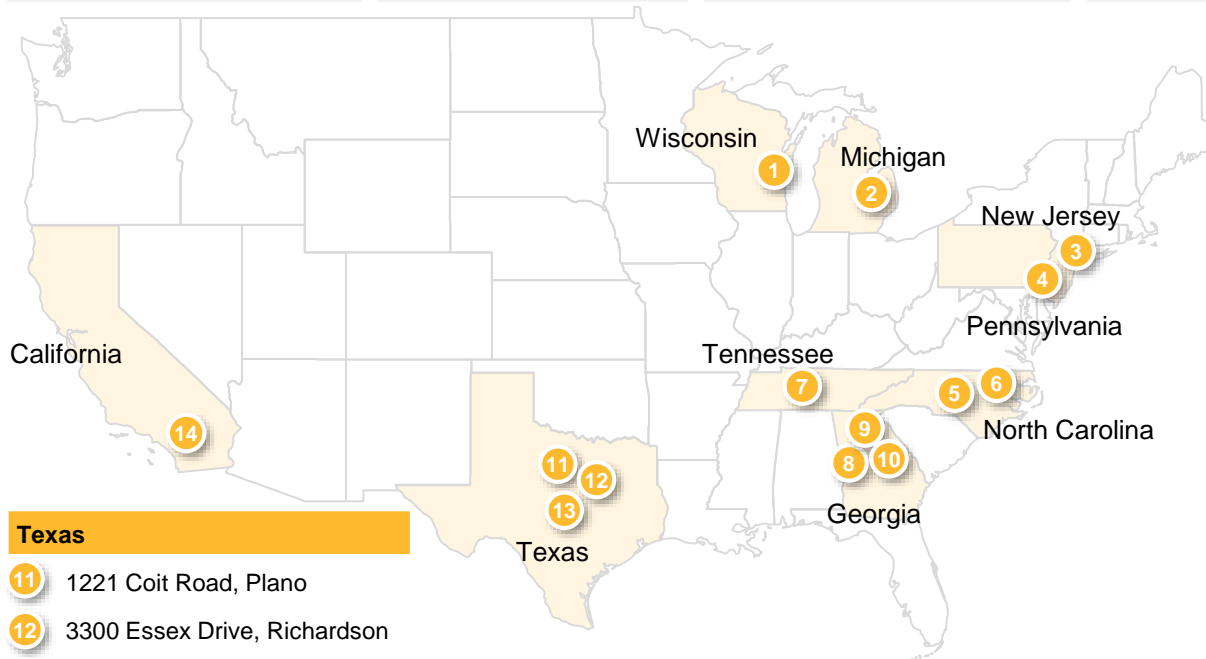 Wisconsin
1
Michigan
2
New Jersey
3
4
Pennsylvania
California
Tennessee
7
5
6
North Carolina
14
9
8
10
Georgia
11
12
13
Texas
Texas
11 1221 Coit Road, Plano
12 3300 Essex Drive, Richardson